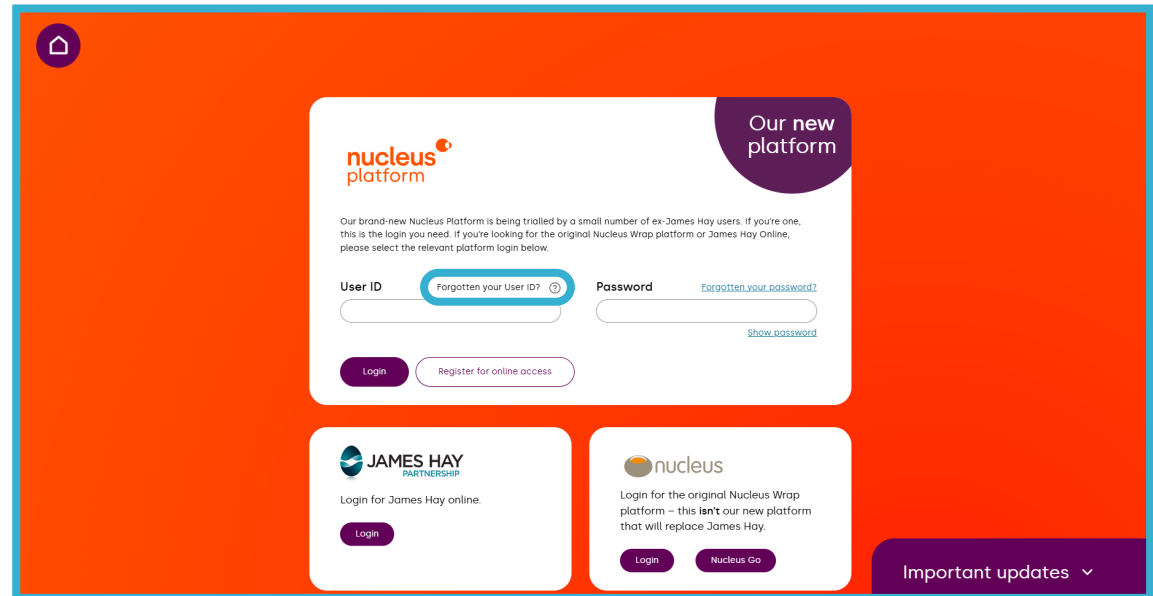 Our new
platform
nucleus
platform
Our brand-new Nucleus Platform is being trialled by a small number of ex-James Hay users. If you're one,
this is the login you need. If you're looking for the original Nucleus Wrap platform or James Hay Online,
please select the relevant platform login below.
User ID
Forgotten your User ID? ?
Password
Forgotten your password?
Show password
Login
Register for online access
JAMES HAY
PARTNERSHIP
Login for James Hay online.
Login
nucleus
Login for the original Nucleus Wrap
platform – this isn't our new platform
that will replace James Hay.
Login
Nucleus Go
Important updates